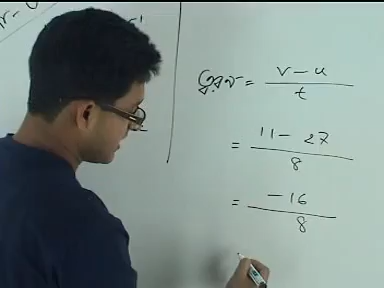 ত্বরণ = v - u / t
= 11 - 27 / 8
= -16 / 8